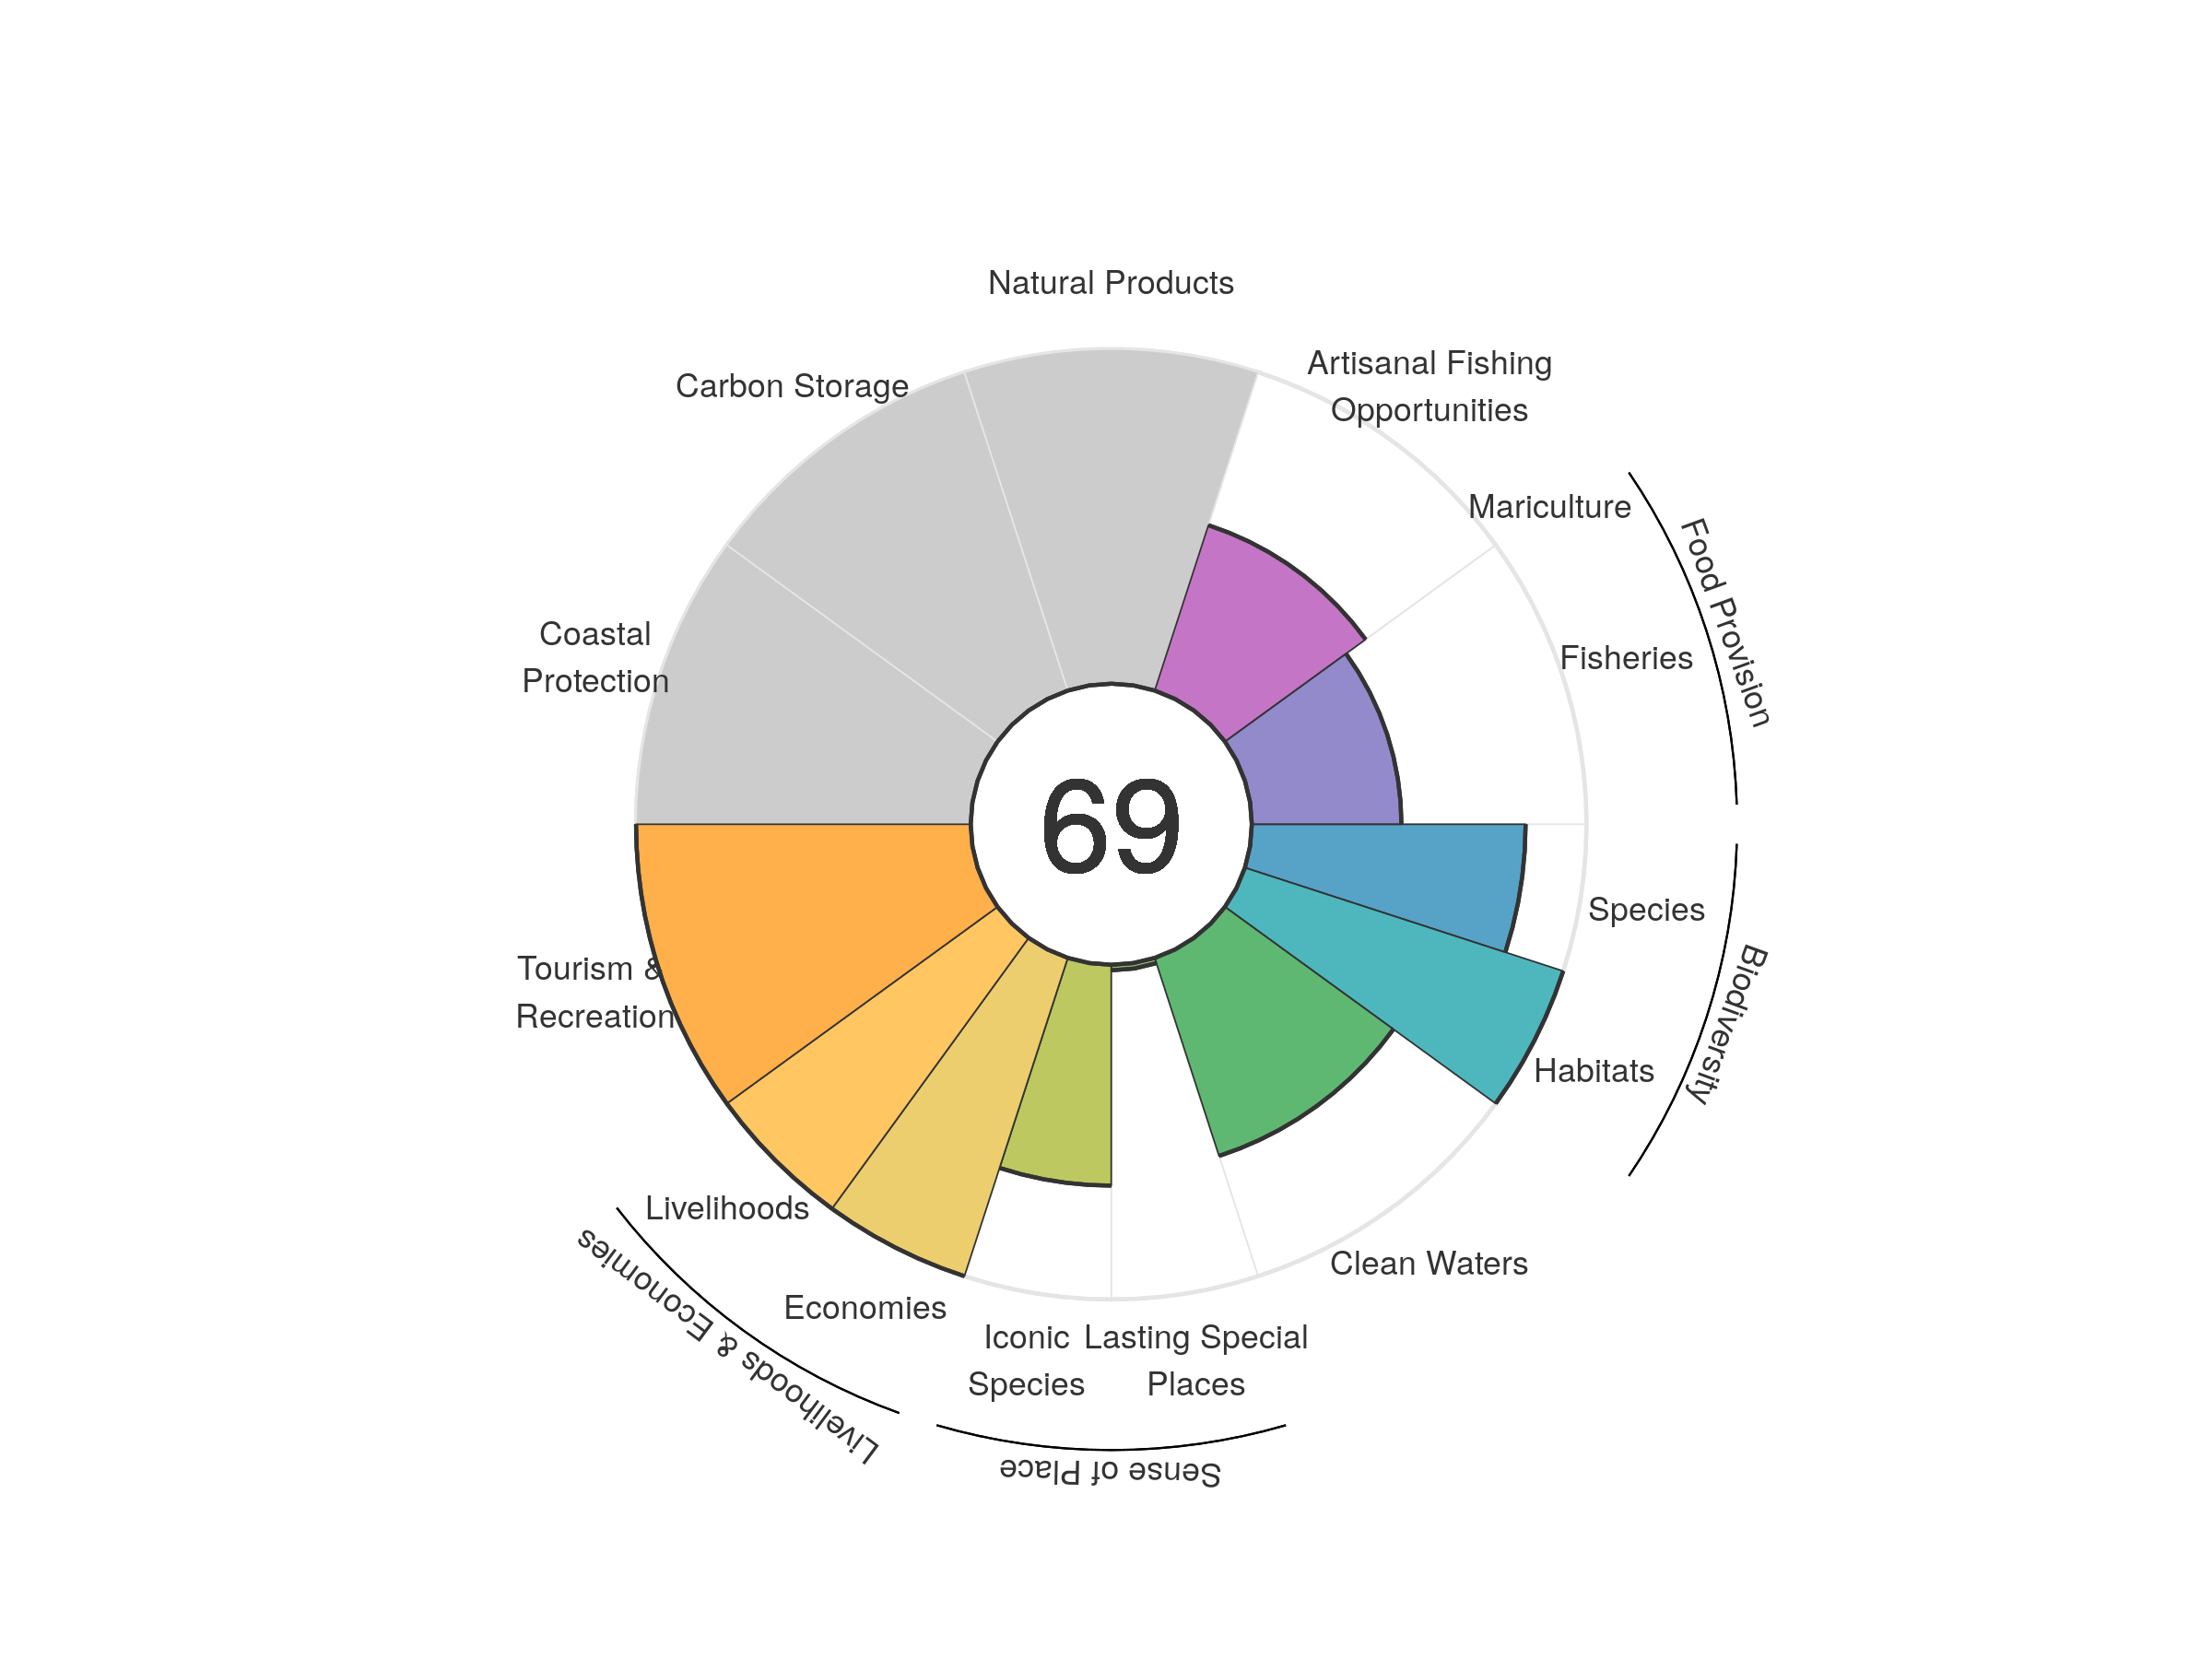 Natural Products
Artisanal Fishing
Opportunities
Carbon Storage
Mariculture
Food Provision
Fisheries
Coastal
Protection
69
Species
Biodiversity
Tourism &
Recreation
Habitats
Livelihoods
Livelihoods & Economies
Clean Waters
Economies
Iconic
Species
Lasting Special
Places
Sense of Place